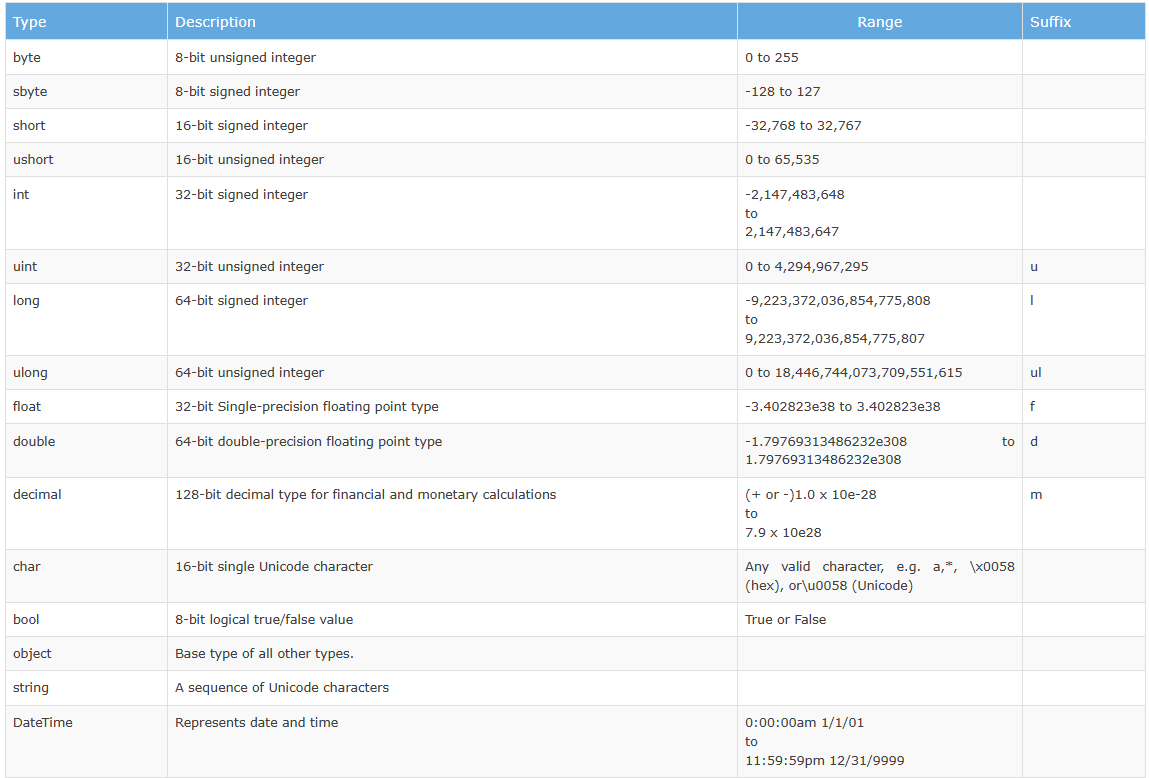 Type Description Range Suffix
byte 8-bit unsigned integer 0 to 255
sbyte 8-bit signed integer -128 to 127
short 16-bit signed integer -32,768 to 32,767
ushort 16-bit unsigned integer 0 to 65,535
int 32-bit signed integer -2,147,483,648
to
2,147,483,647
uint 32-bit unsigned integer 0 to 4,294,967,295 u
long 64-bit signed integer -9,223,372,036,854,775,808 l
to
9,223,372,036,854,775,807
ulong 64-bit unsigned integer 0 to 18,446,744,073,709,551,615 ul
float 32-bit Single-precision floating point type -3.402823e38 to 3.402823e38 f
double 64-bit double-precision floating point type -1.79769313486232e308 to d
1.79769313486232e308
decimal 128-bit decimal type for financial and monetary calculations (+ or -)1.0 x 10e-28 m
to
7.9 x 10e28
char 16-bit single Unicode character Any valid character, e.g. a,*, \x0058
(hex), or\u0058 (Unicode)
bool 8-bit logical true/false value True or False
object Base type of all other types.
string A sequence of Unicode characters
DateTime Represents date and time 0:00:00am 1/1/01
to
11:59:59pm 12/31/9999